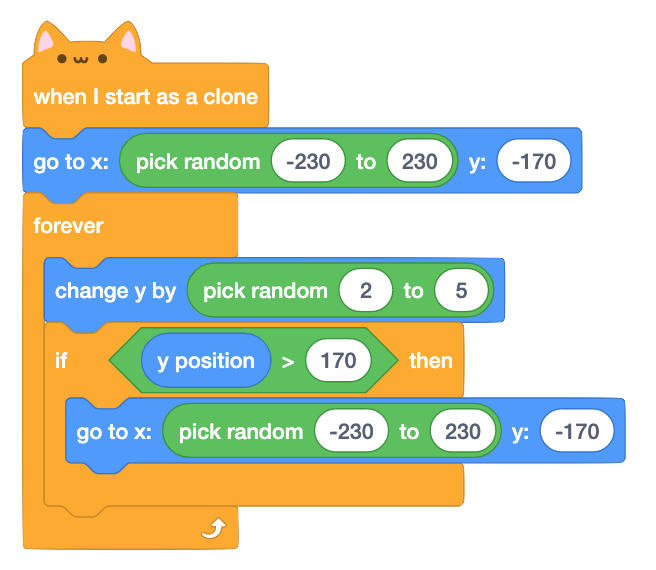 when I start as a clone
go to x: pick random -230 to 230 y: -170
forever
change y by pick random 2 to 5
if y position > 170 then
go to x: pick random -230 to 230 y: -170